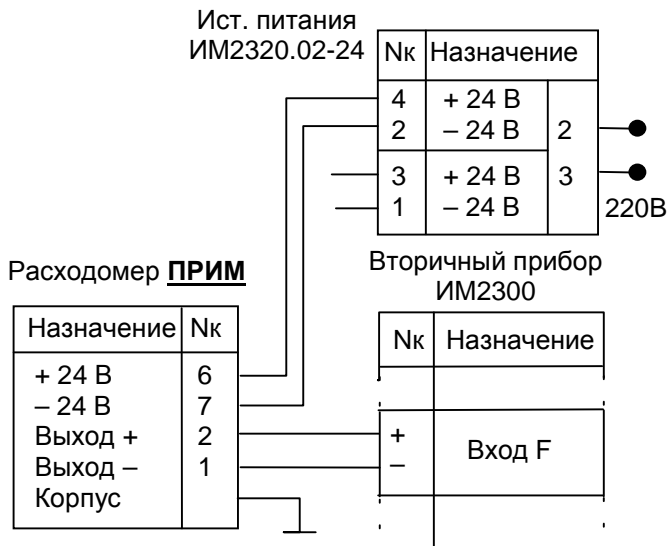 Ист. питания
ИМ2320.02-24
Nк Назначение
4 + 24 В
2 – 24 В 2
3 + 24 В 3
1 – 24 В
220В
Расходомер ПРИМ
Назначение Nк
+ 24 В 6
– 24 В 7
Выход + 2
Выход – 1
Корпус
Вторичный прибор
ИМ2300
Nк Назначение
+
–
Вход F